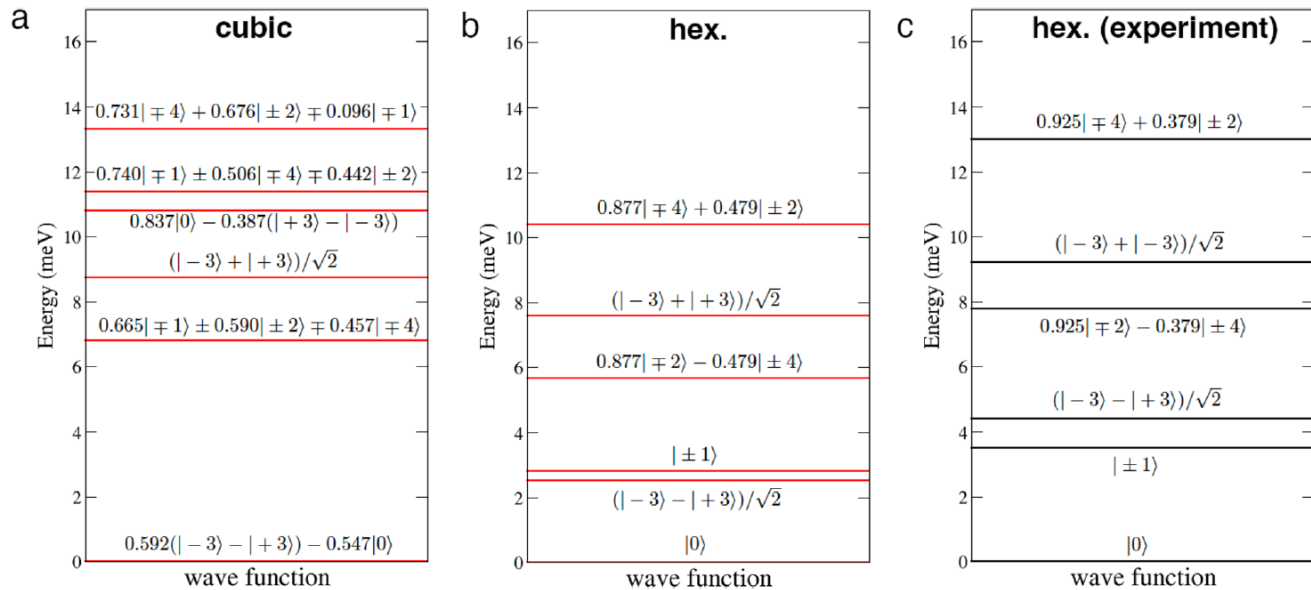 a
cubic
16
14
12
10
8
6
4
2
0
Energy (meV)
0.731| ∓ 4⟩ + 0.676| ± 2⟩ ∓ 0.096| ∓ 1⟩
0.740| ∓ 1⟩ ± 0.506| ∓ 4⟩ ∓ 0.442| ± 2⟩
0.837|0⟩ − 0.387(| + 3⟩ − | − 3⟩)
(| − 3⟩ + | + 3⟩)/√2
0.665| ∓ 1⟩ ± 0.590| ± 2⟩ ∓ 0.457| ∓ 4⟩
0.592(| − 3⟩ − | + 3⟩) − 0.547|0⟩
wave function
b
hex.
16
14
12
10
8
6
4
2
0
Energy (meV)
0.877| ∓ 4⟩ + 0.479| ± 2⟩
(| − 3⟩ + | + 3⟩)/√2
0.877| ∓ 2⟩ − 0.479| ± 4⟩
| ± 1⟩
(| − 3⟩ − | + 3⟩)/√2
|0⟩
wave function
c
hex. (experiment)
16
14
12
10
8
6
4
2
0
Energy (meV)
0.925| ∓ 4⟩ + 0.379| ± 2⟩
(| − 3⟩ + | − 3⟩)/√2
0.925| ∓ 2⟩ − 0.379| ± 4⟩
(| − 3⟩ − | + 3⟩)/√2
| ± 1⟩
|0⟩
wave function